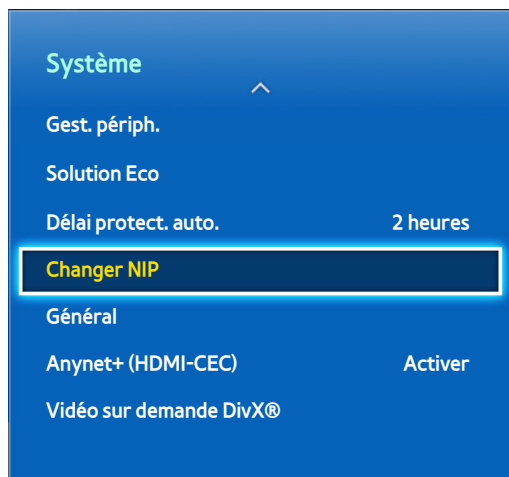 Système
Gest. périph.
Solution Eco
Délai protect. auto. 2 heures
Changer NIP
Général
Anynet+ (HDMI-CEC) Activer
Vidéo sur demande DivX®